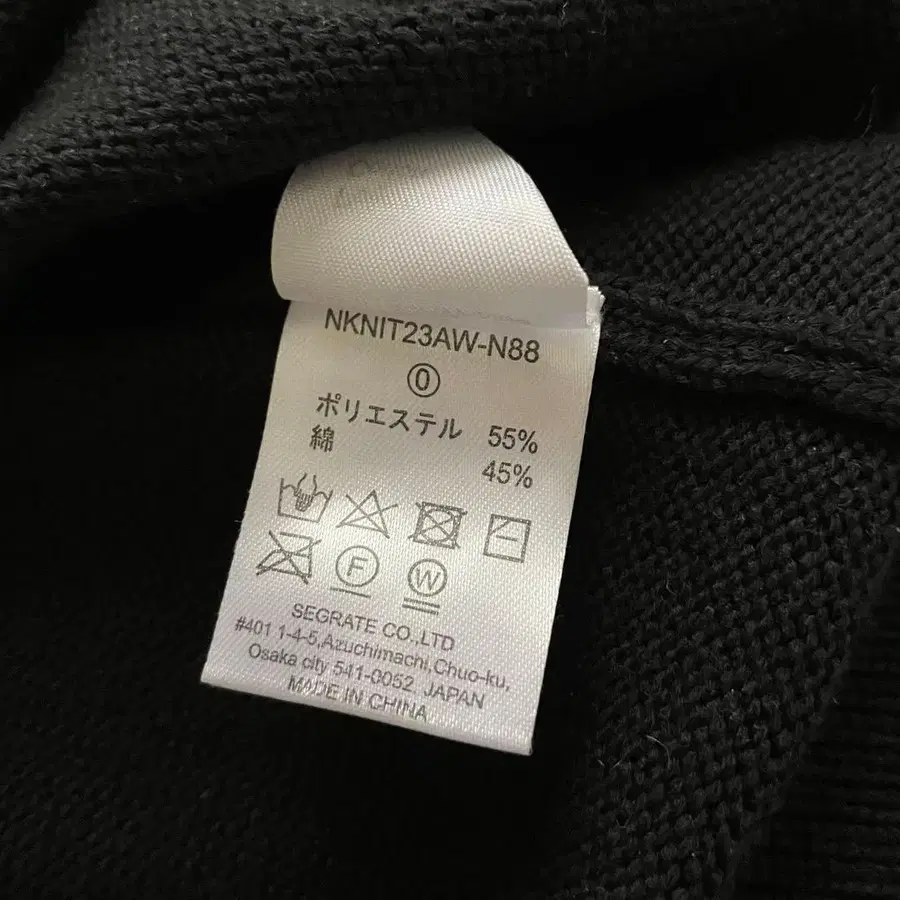 NKNIT23AW-N88
0
ポリエステル 55%
綿 45%
F
W
SEGRATE CO.,LTD
#401 1-4-5,Azuchimachi,Chuo-ku,
Osaka city 541-0052 JAPAN
MADE IN CHINA